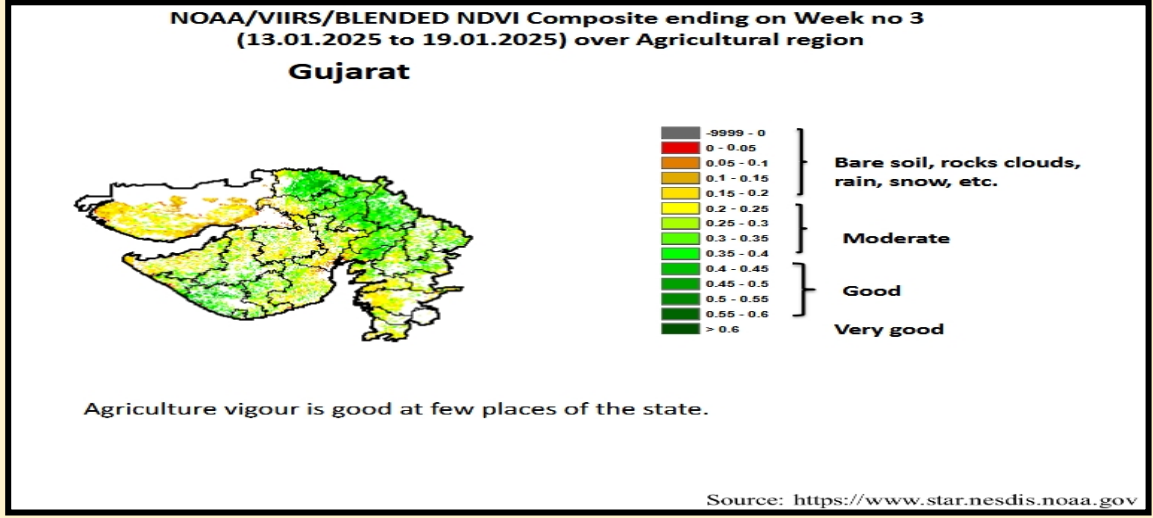 NOAA/VIIRS/BLENDED NDVI Composite ending on Week no 3
(13.01.2025 to 19.01.2025) over Agricultural region
Gujarat
-9999 - 0
0 - 0.05
0.05 - 0.1
0.1 - 0.15
0.15 - 0.2
0.2 - 0.25
0.25 - 0.3
0.3 - 0.35
0.35 - 0.4
0.4 - 0.45
0.45 - 0.5
0.5 - 0.55
0.55 - 0.6
> 0.6
Bare soil, rocks clouds,
rain, snow, etc.
Moderate
Good
Very good
Agriculture vigour is good at few places of the state.
Source: https://www.star.nesdis.noaa.gov